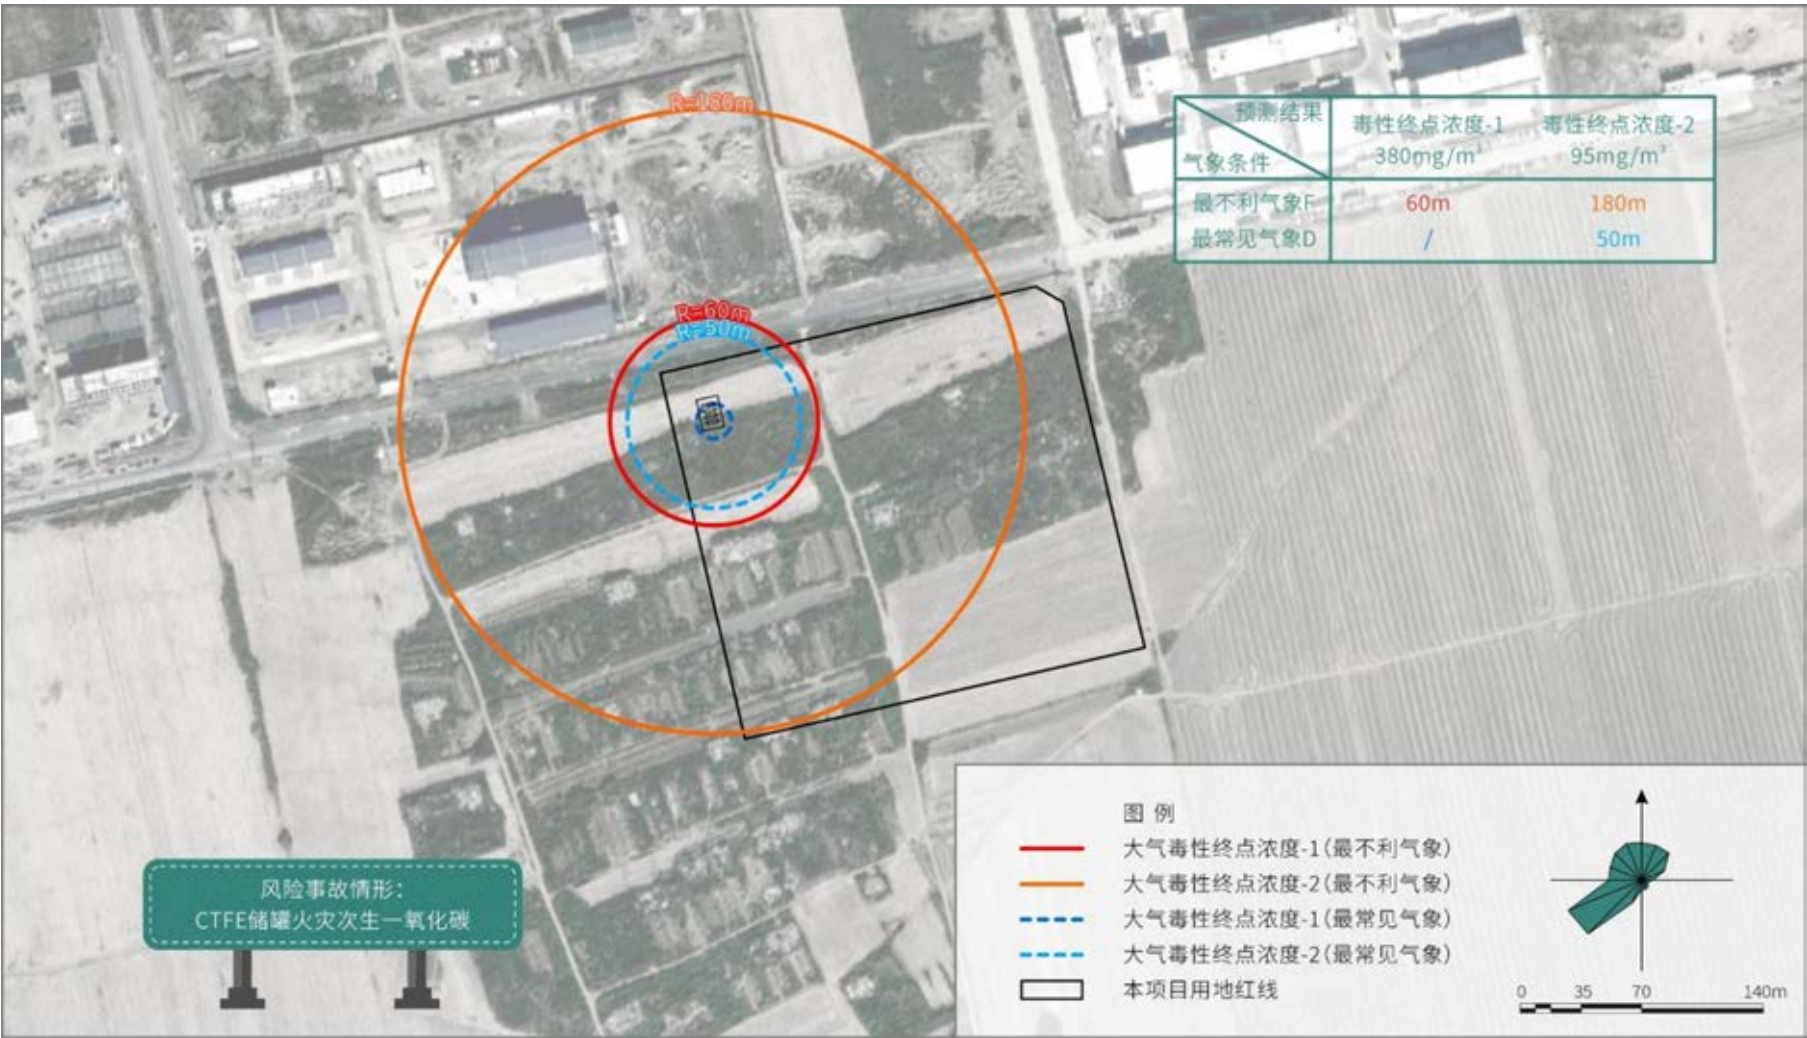 R=180m
预测结果
毒性终点浓度-1
毒性终点浓度-2
气象条件
380mg/m³
95mg/m³
最不利气象F
60m
180m
最常见气象D
/
50m
R=60m
R=50m
图 例
大气毒性终点浓度-1(最不利气象)
大气毒性终点浓度-2(最不利气象)
大气毒性终点浓度-1(最常见气象)
大气毒性终点浓度-2(最常见气象)
本项目用地红线
0 35 70 140m
风险事故情形:
CTFE储罐火灾次生一氧化碳